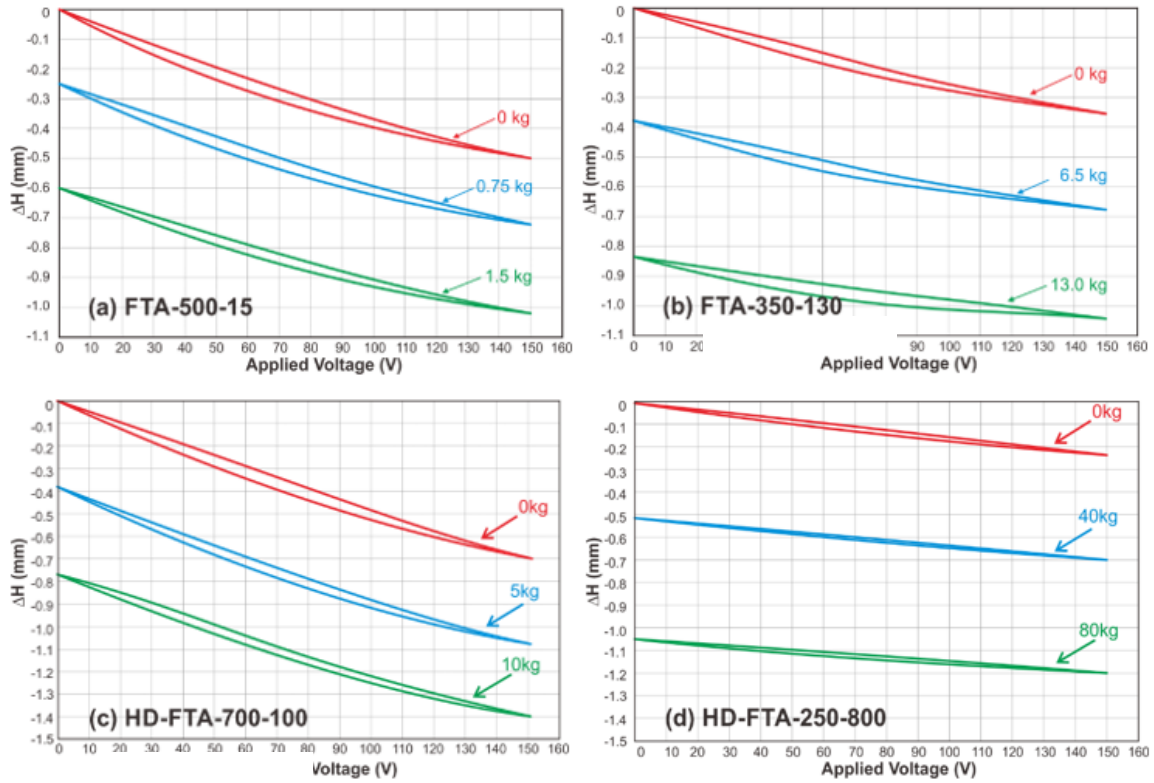 0
-0.1
-0.2
-0.3
-0.4
-0.5
-0.6
-0.7
-0.8
-0.9
-1.0
-1.1
ΔH (mm)
0 kg
0.75 kg
1.5 kg
(a) FTA-500-15
0 10 20 30 40 50 60 70 80 90 100 110 120 130 140 150 160
Applied Voltage (V)
0
-0.1
-0.2
-0.3
-0.4
-0.5
-0.6
-0.7
-0.8
-0.9
-1.0
-1.1
ΔH (mm)
0 kg
6.5 kg
13.0 kg
(b) FTA-350-130
0 10 90 100 110 120 130 140 150 160
0
-0.1
-0.2
-0.3
-0.4
-0.5
-0.6
-0.7
-0.8
-0.9
-1.0
-1.1
-1.2
-1.3
-1.4
-1.5
ΔH (mm)
0kg
5kg
10kg
(c) HD-FTA-700-100
0 10 20 30 40 50 60 70 80 90 100 110 120 130 140 150 160
Voltage (V)
0
-0.1
-0.2
-0.3
-0.4
-0.5
-0.6
-0.7
-0.8
-0.9
-1.0
-1.1
-1.2
-1.3
-1.4
-1.5
ΔH (mm)
0kg
40kg
80kg
(d) HD-FTA-250-800
0 10 20 30 40 50 60 70 80 90 100 110 120 130 140 150 160
Applied Voltage (V)